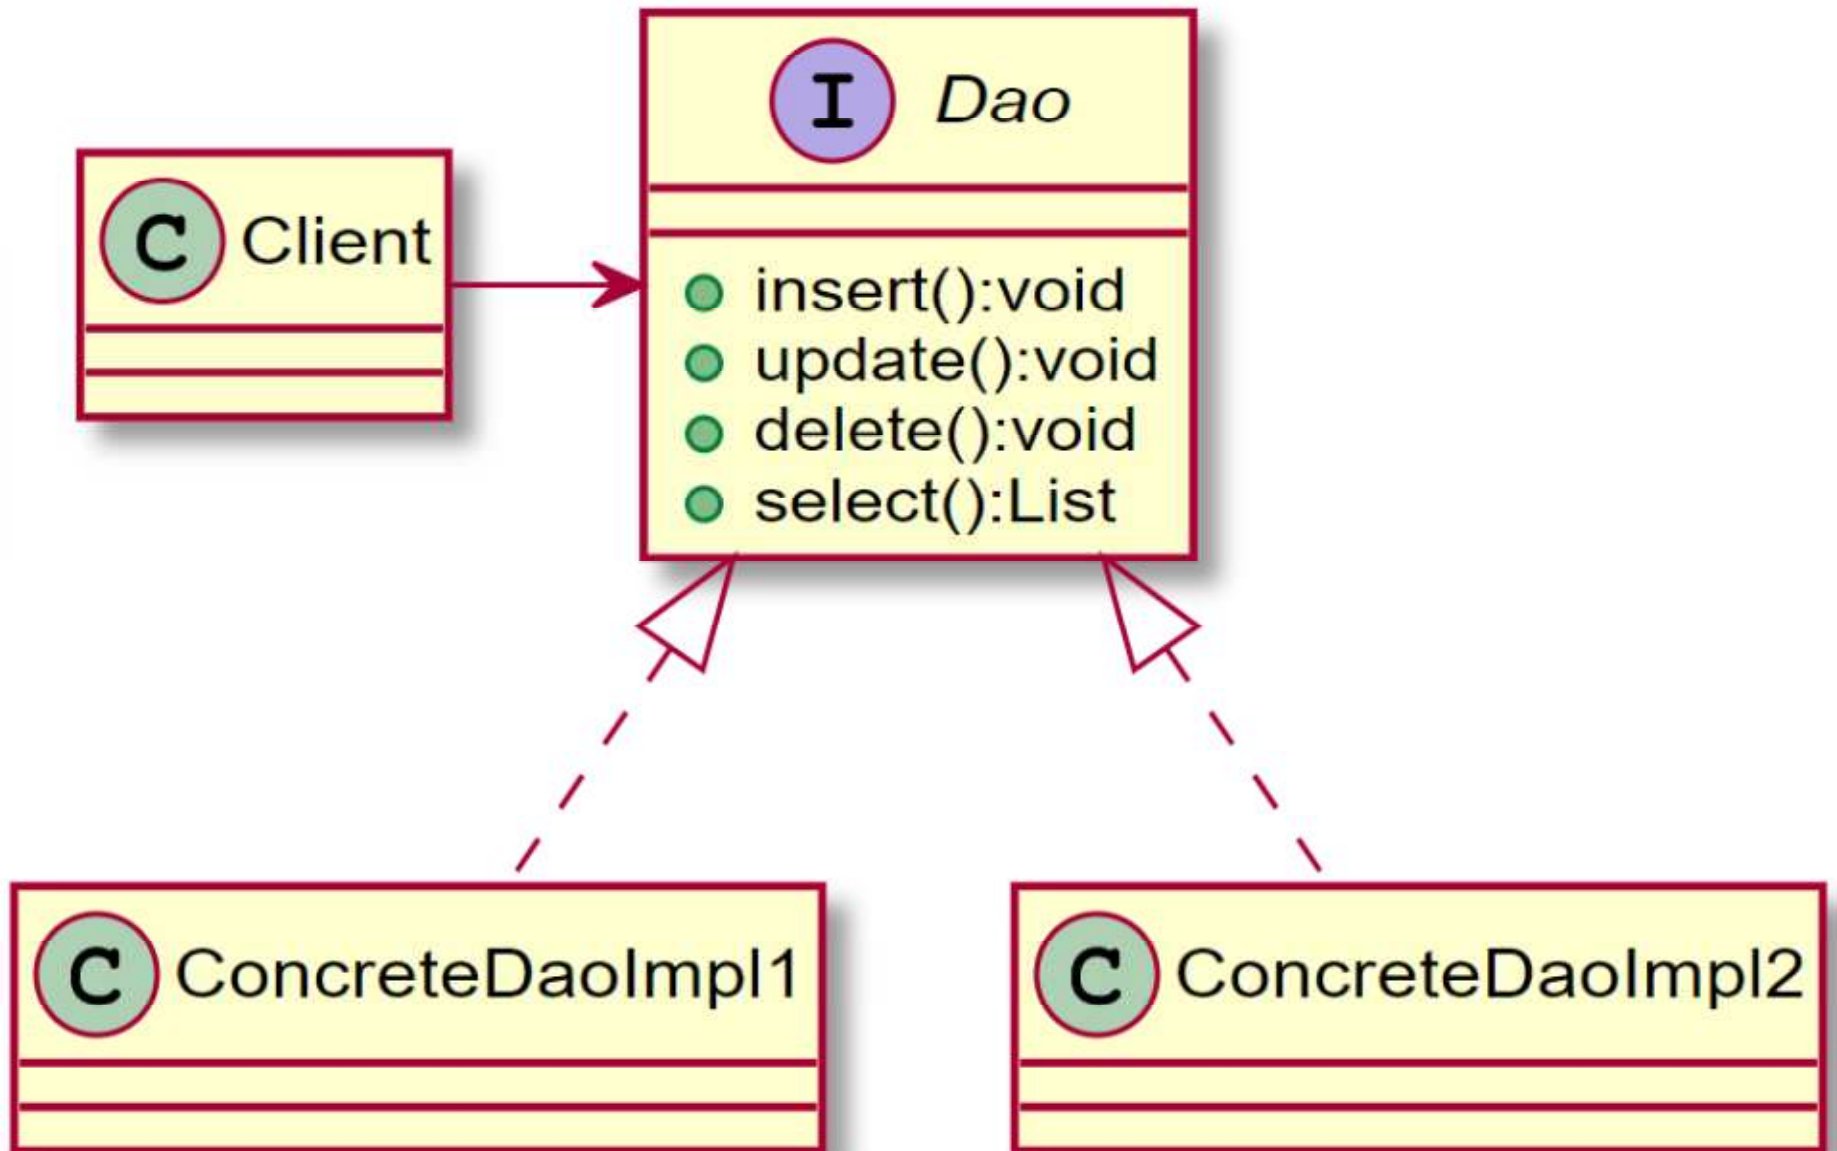 I Dao
C Client
insert():void
update():void
delete():void
select():List
C ConcreteDaoImpl1
C ConcreteDaoImpl2